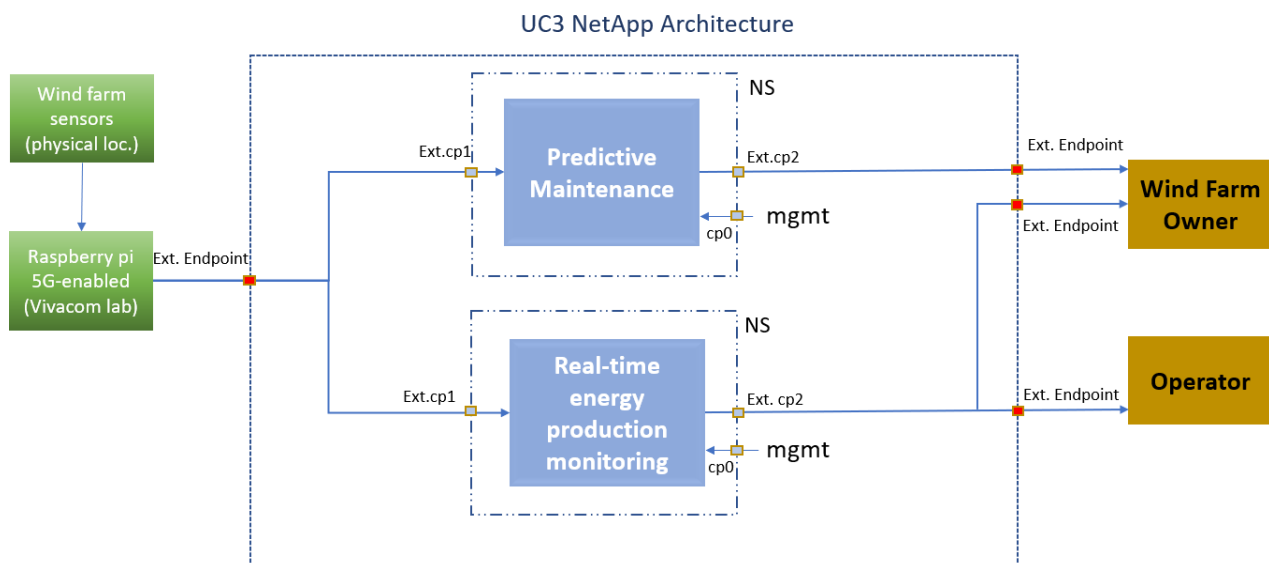 UC3 NetApp Architecture
Wind farm
sensors
(physical loc.)
Raspberry pi
5G-enabled
(Vivacom lab)
Ext. Endpoint
NS
Ext.cp1
Predictive
Maintenance
Ext.cp2
mgmt
cp0
NS
Ext.cp1
Real-time
energy
production
monitoring
Ext. cp2
mgmt
cp0
Ext. Endpoint
Ext. Endpoint
Wind Farm
Owner
Ext. Endpoint
Operator